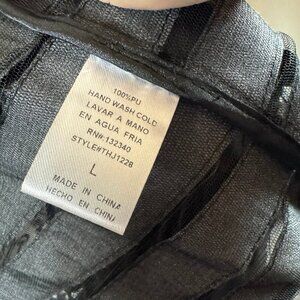 100%PU
HAND WASH COLD
LAVAR A MANO
EN AGUA FRIA
RN#:132340
STYLE#THJ1228
L
MADE IN CHINA
HECHO EN CHINA